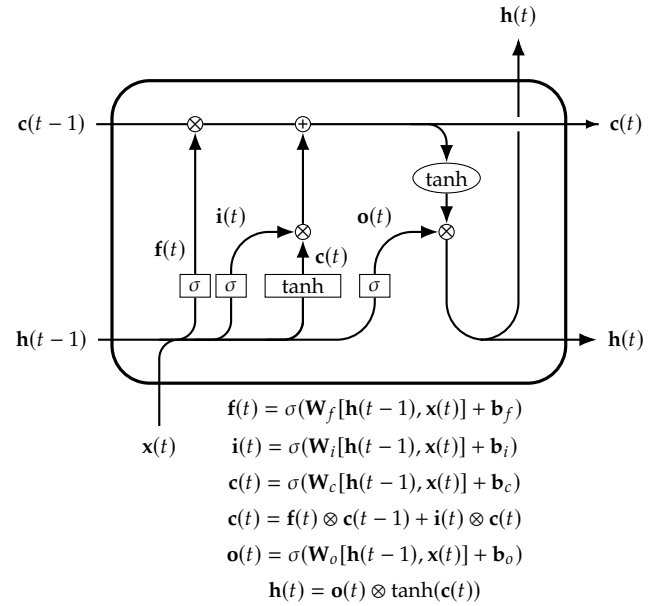 h(t)
c(t−1)
⊗
+
c(t)
tanh
i(t)
o(t)
⊗
⊗
f(t)
c(t)
σ
σ
tanh
σ
h(t−1)
h(t)
x(t)
f(t) = σ(W_f[h(t−1), x(t)] + b_f)
i(t) = σ(W_i[h(t−1), x(t)] + b_i)
c(t) = σ(W_c[h(t−1), x(t)] + b_c)
c(t) = f(t) ⊗ c(t−1) + i(t) ⊗ c(t)
o(t) = σ(W_o[h(t−1), x(t)] + b_o)
h(t) = o(t) ⊗ tanh(c(t))